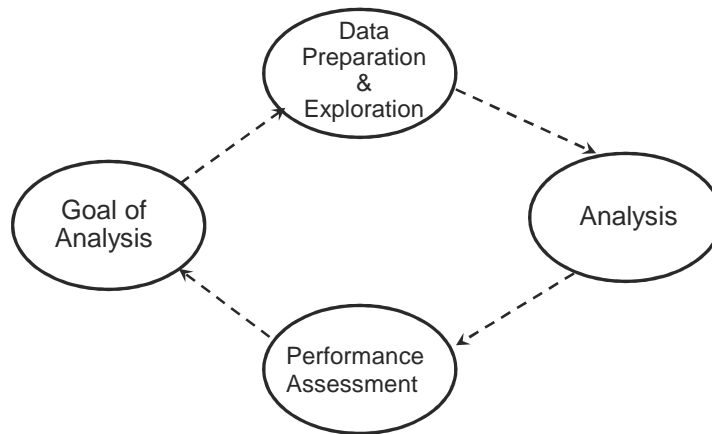 Data
Preparation
&
Exploration
Goal of
Analysis
Analysis
Performance
Assessment